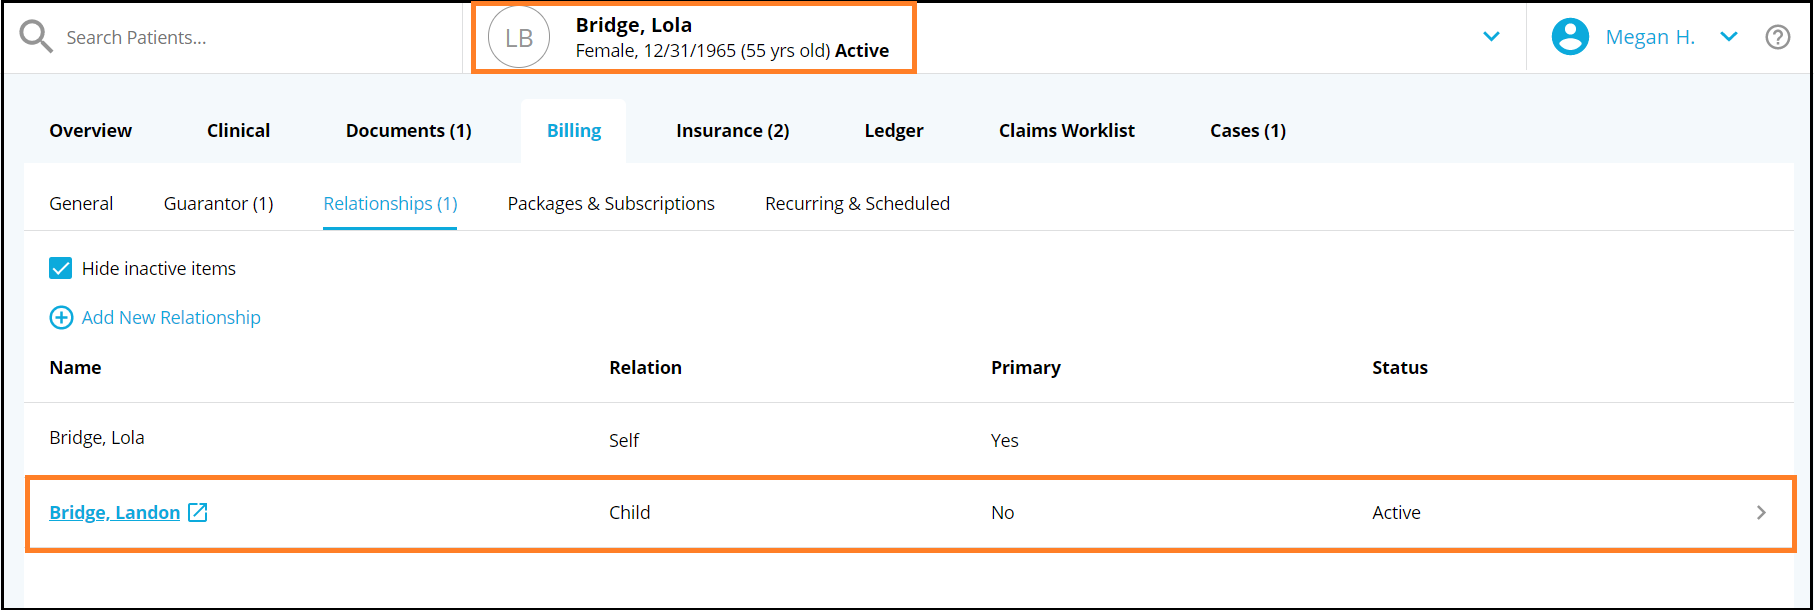 Search Patients...
LB
Bridge, Lola
Female, 12/31/1965 (55 yrs old) Active
Megan H.
Overview Clinical Documents (1) Billing Insurance (2) Ledger Claims Worklist Cases (1)
General Guarantor (1) Relationships (1) Packages & Subscriptions Recurring & Scheduled
Hide inactive items
Add New Relationship
Name Relation Primary Status
Bridge, Lola Self Yes
Bridge, Landon Child No Active